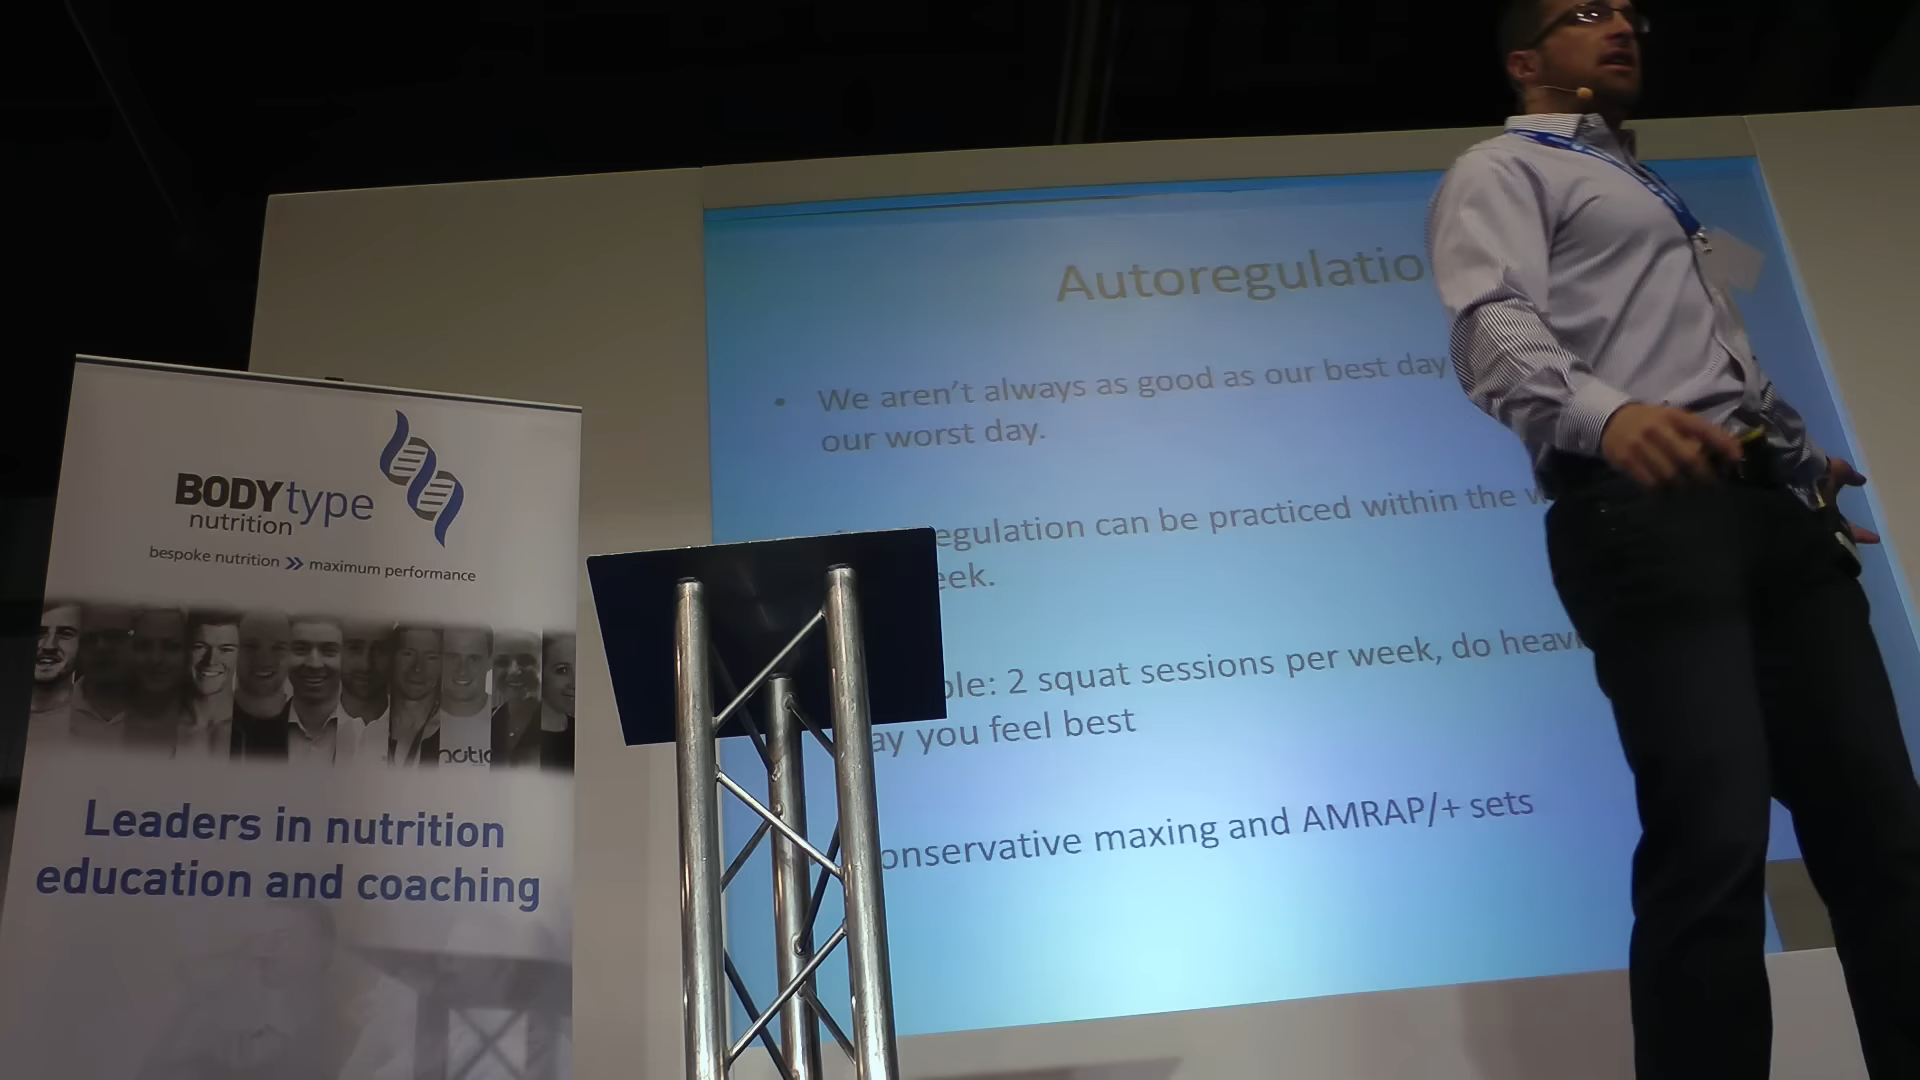 Autoregulatio
We aren't always as good as our best day
our worst day.
egulation can be practiced within the w
eek.
ple: 2 squat sessions per week, do heavi
ay you feel best
onservative maxing and AMRAP/+ sets
BODYtype
nutrition
bespoke nutrition » maximum performance
notic
Leaders in nutrition
education and coaching